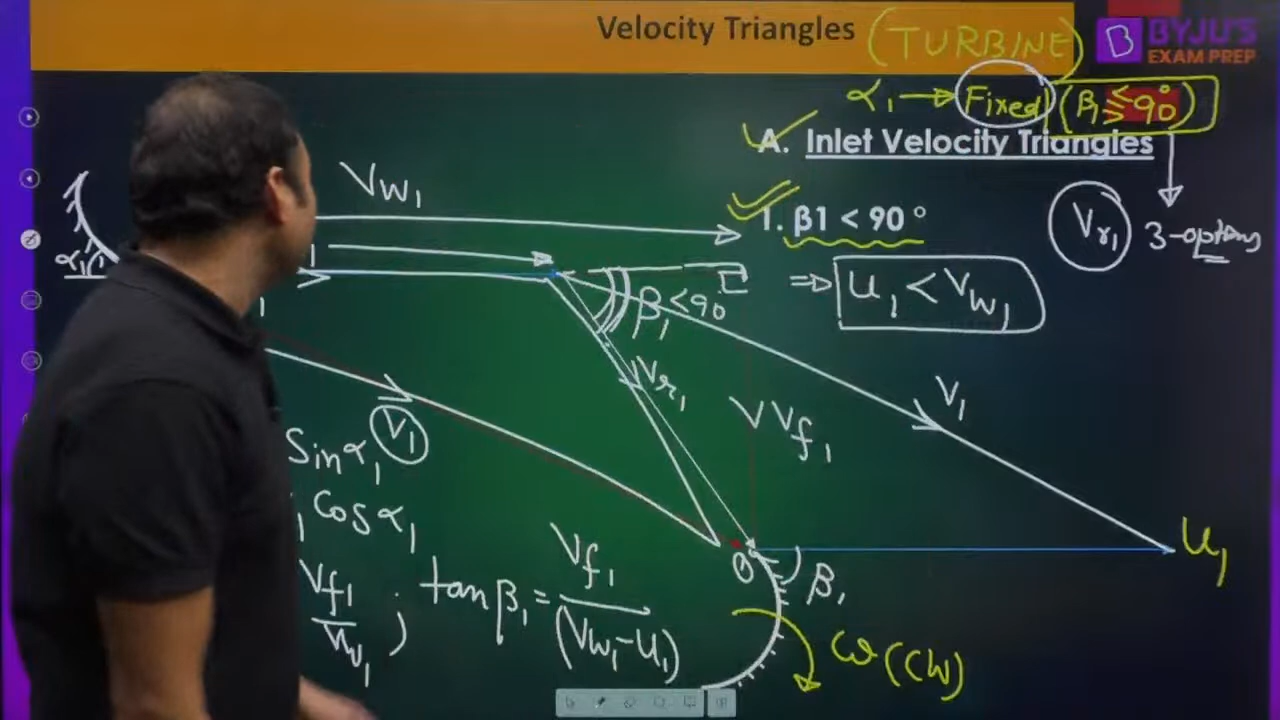 Velocity Triangles (TURBINE)
B BYJU'S
EXAM PREP
α₁ → Fixed (β₁ ⪋ 90°)
A. Inlet Velocity Triangles
1. β1 < 90 °
⇒ u₁ < Vw₁
Vr₁ 3-options
Vw₁
α₁
β₁ < 90
Vr₁
V₁
Vf₁
V₁
Sin α₁
Cos α₁
Vf₁
Vw₁ ;
tan β₁ = Vf₁
(Vw₁ - u₁)
β₁
u₁
ω (CW)